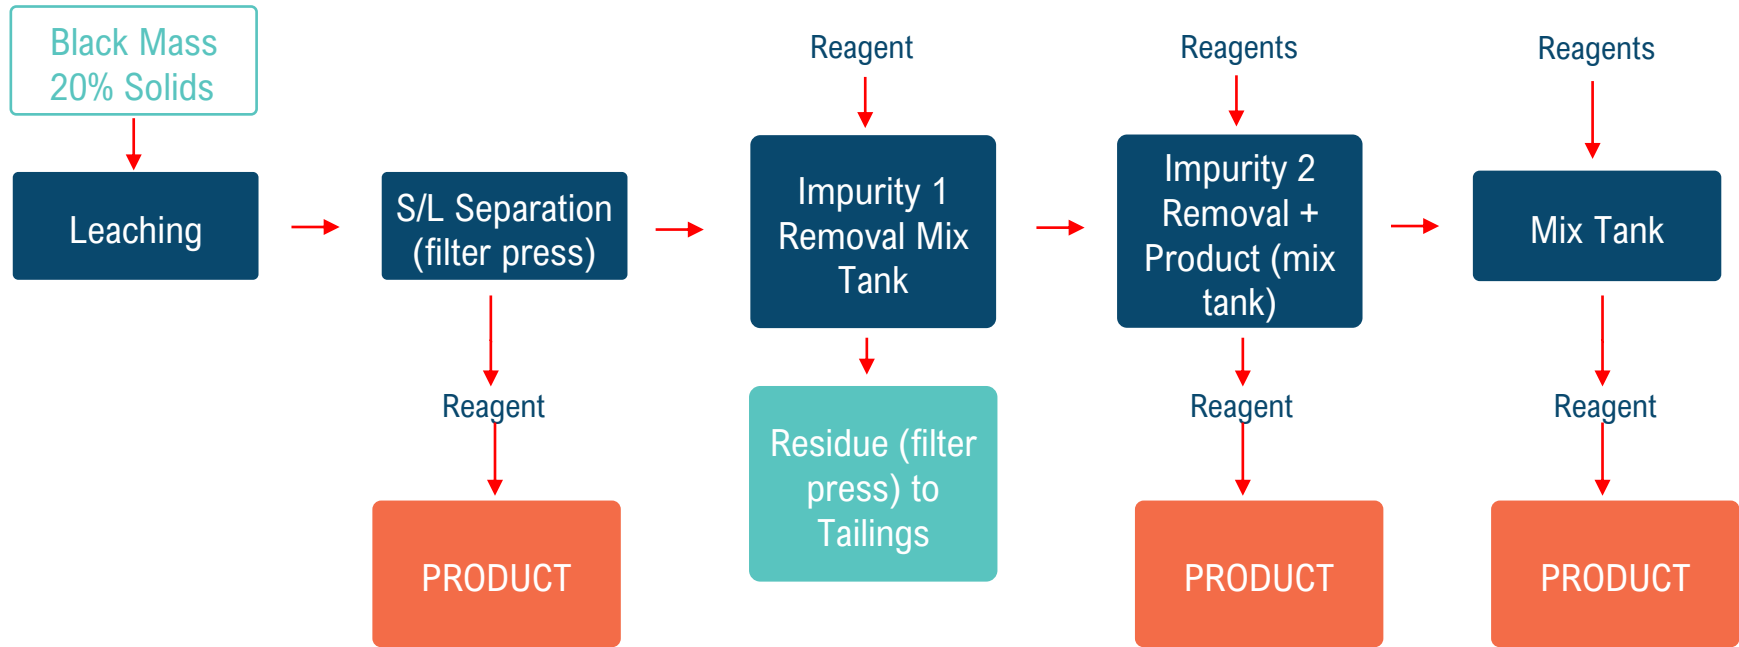 Black Mass
20% Solids
Reagent
Reagents
Reagents
Leaching
S/L Separation
(filter press)
Impurity 1
Removal Mix
Tank
Impurity 2
Removal +
Product (mix
tank)
Mix Tank
Reagent
Residue (filter
press) to
Tailings
Reagent
Reagent
PRODUCT
PRODUCT
PRODUCT